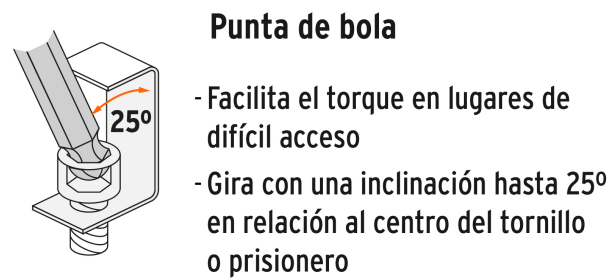 Punta de bola
25º
- Facilita el torque en lugares de
difícil acceso
- Gira con una inclinación hasta 25º
en relación al centro del tornillo
o prisionero